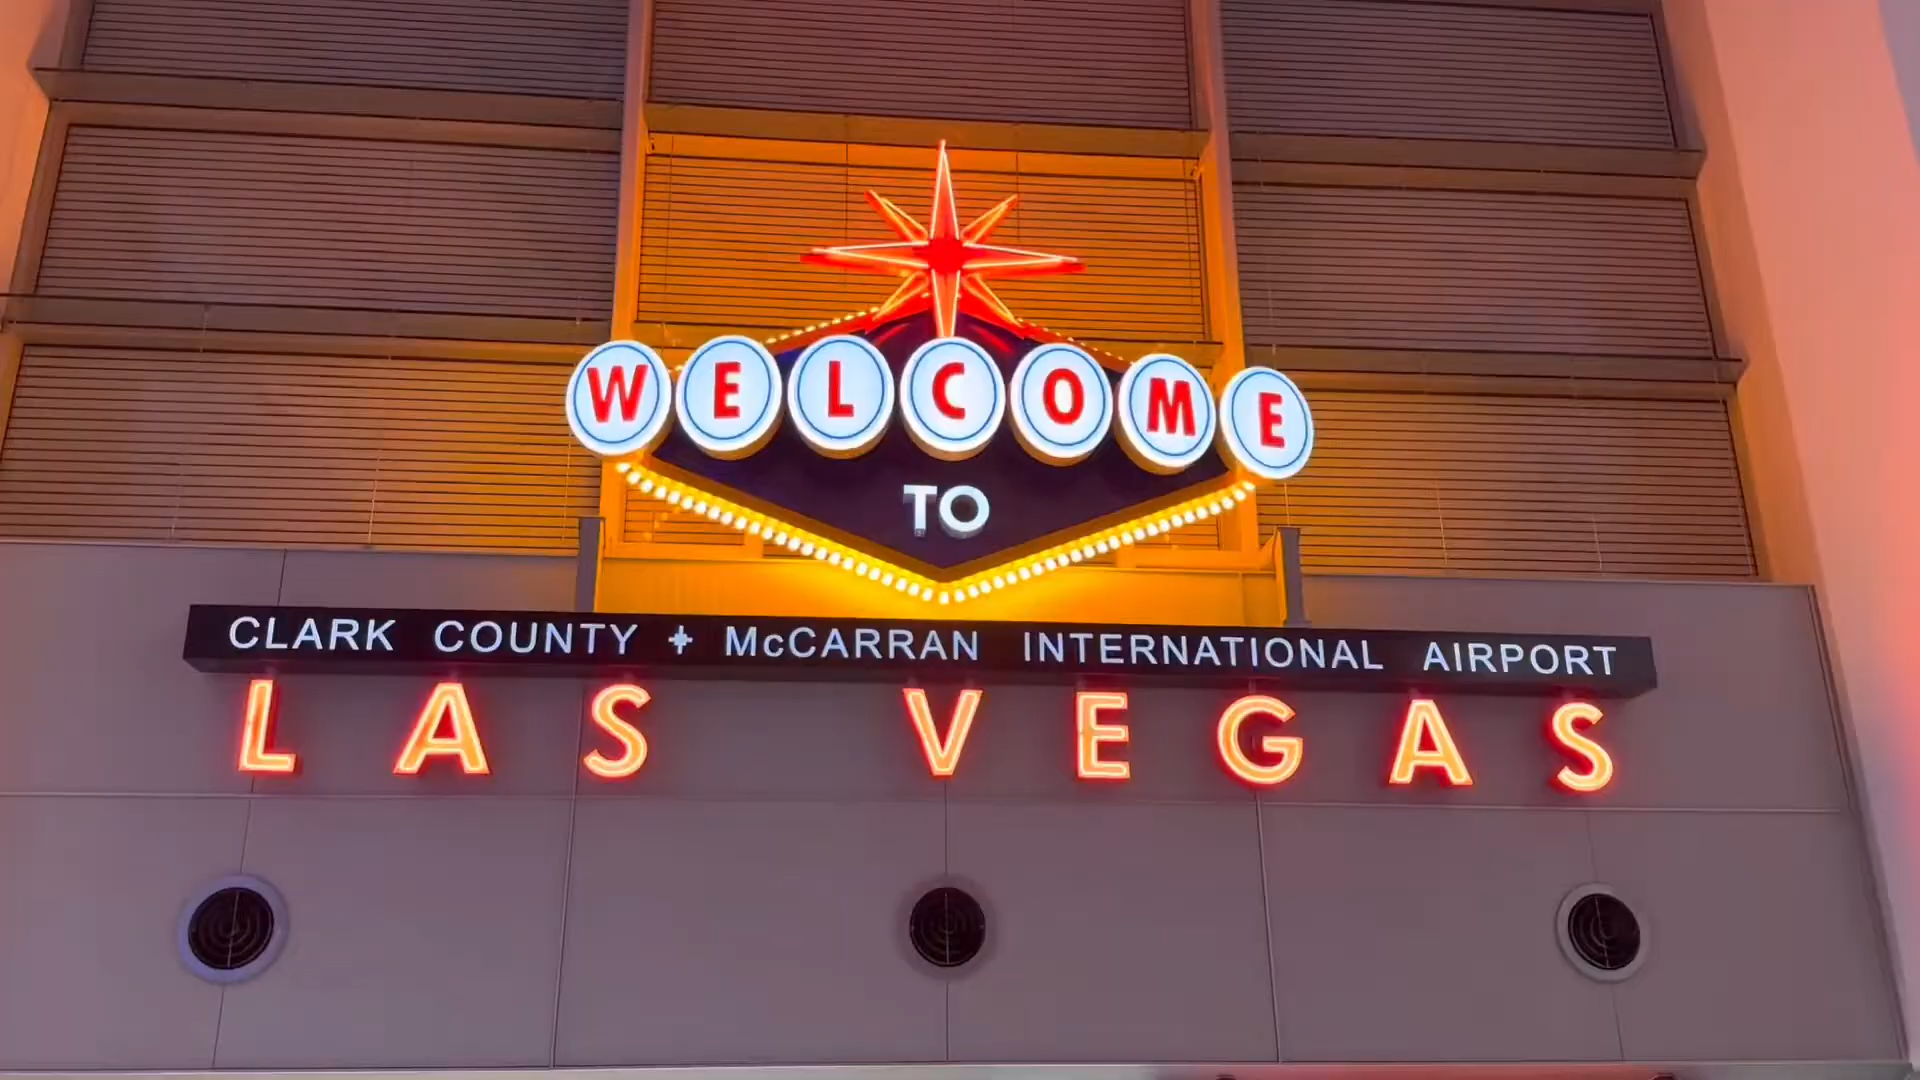 WELCOME
TO
CLARK COUNTY ✦ McCARRAN INTERNATIONAL AIRPORT
LAS VEGAS